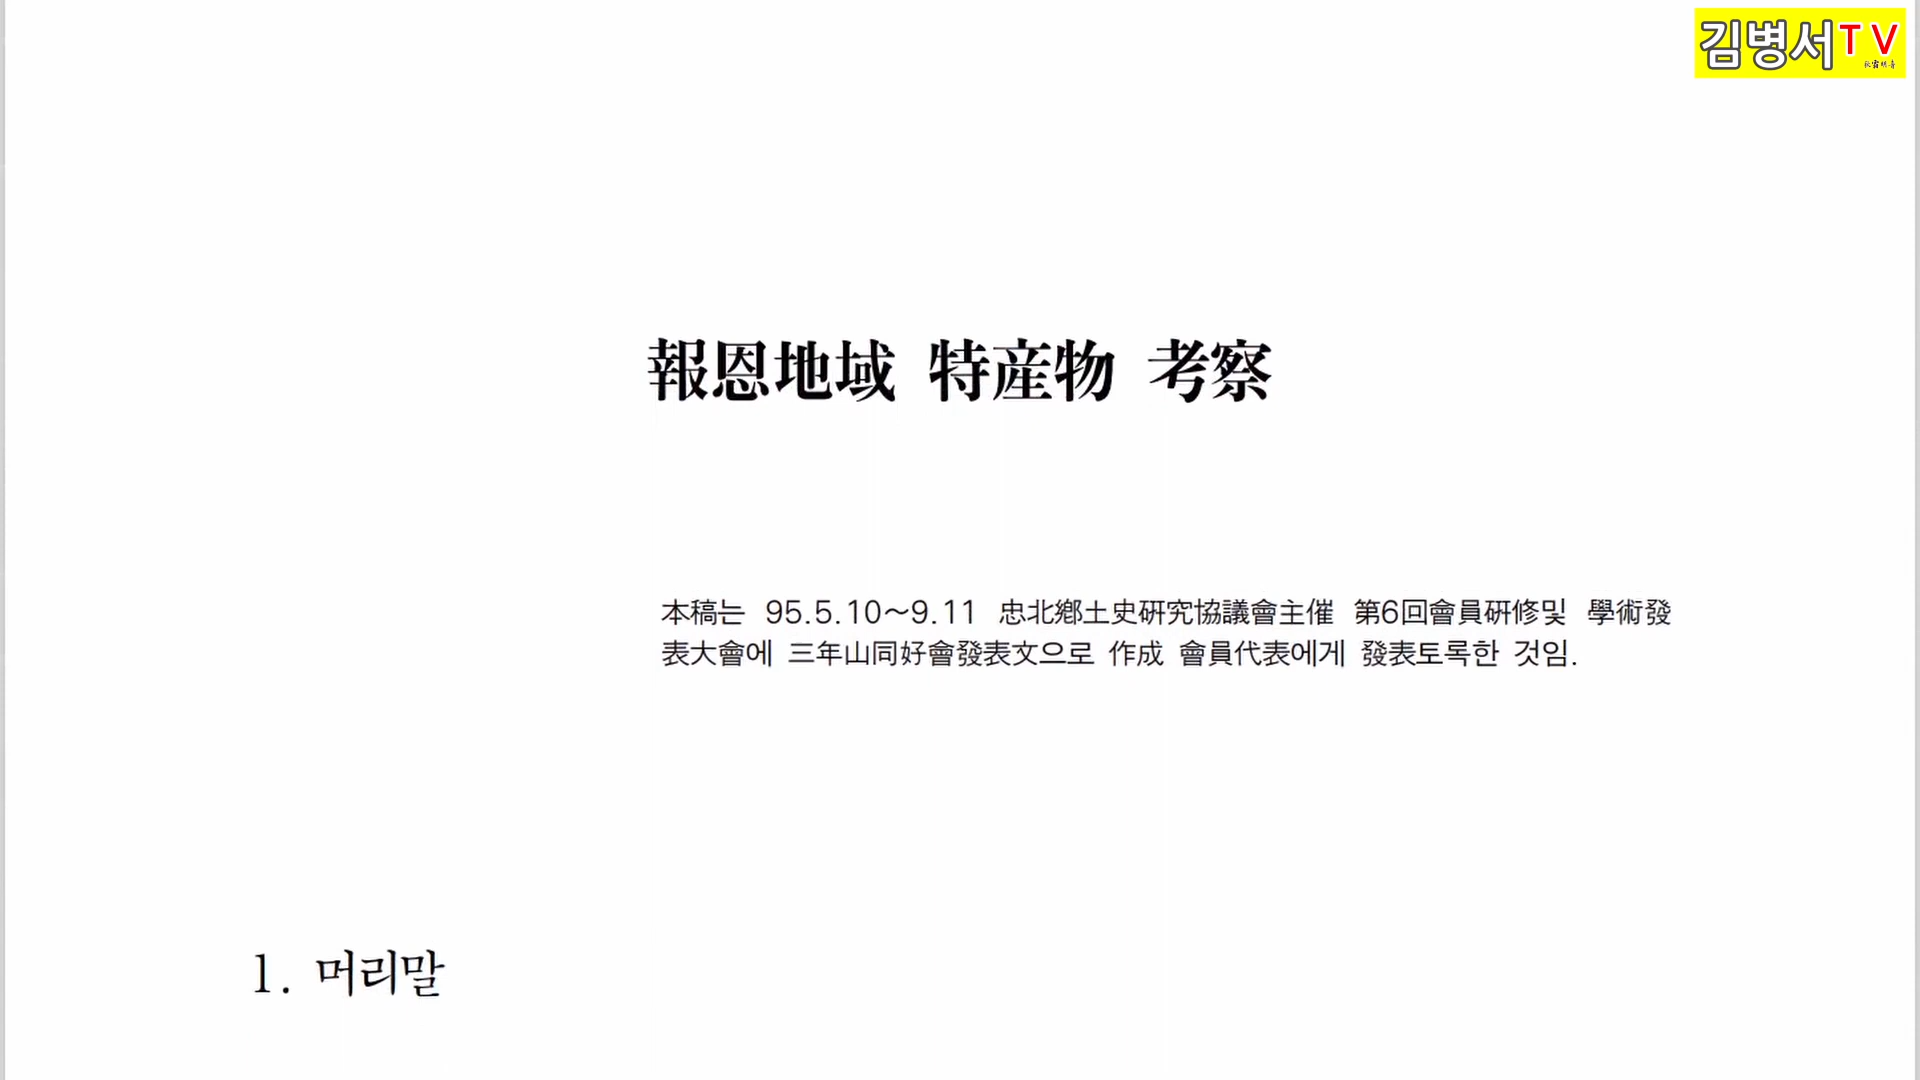 김병서TV
報恩地域 特産物 考察
本稿는 95.5.10～9.11 忠北鄕土史硏究協議會主催 第6回會員硏修및 學術發
表大會에 三年山同好會發表文으로 作成 會員代表에게 發表토록한 것임.
1. 머리말